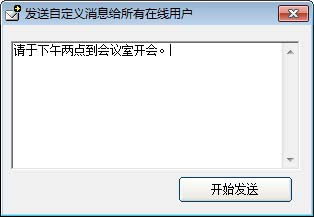 发送自定义消息给所有在线用户
请于下午两点到会议室开会。
开始发送